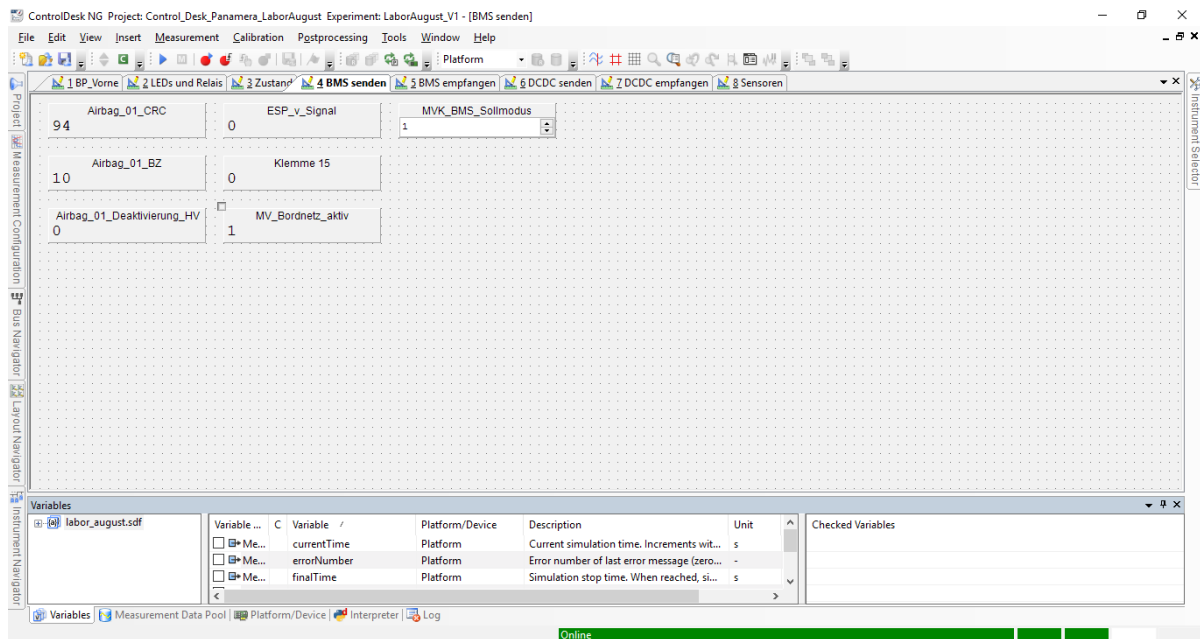 ControlDesk NG Project: Control_Desk_Panamera_LaborAugust Experiment: LaborAugust_V1 - [BMS senden]
File Edit View Insert Measurement Calibration Postprocessing Tools Window Help
Platform
1 BP_Vorne 2 LEDs und Relais 3 Zustand 4 BMS senden 5 BMS empfangen 6 DCDC senden 7 DCDC empfangen 8 Sensoren
Project
Measurement Configuration
Bus Navigator
Layout Navigator
Instrument Navigator
Airbag_01_CRC
94
ESP_v_Signal
0
MVK_BMS_Sollmodus
1
Airbag_01_BZ
10
Klemme 15
0
Airbag_01_Deaktivierung_HV
0
MV_Bordnetz_aktiv
1
Instrument Selector
Variables
labor_august.sdf
Variable ... C Variable Platform/Device Description Unit
Me... currentTime Platform Current simulation time. Increments wit... s
Me... errorNumber Platform Error number of last error message (zero... -
Me... finalTime Platform Simulation stop time. When reached, si... s
Checked Variables
Variables Measurement Data Pool Platform/Device Interpreter Log
Online